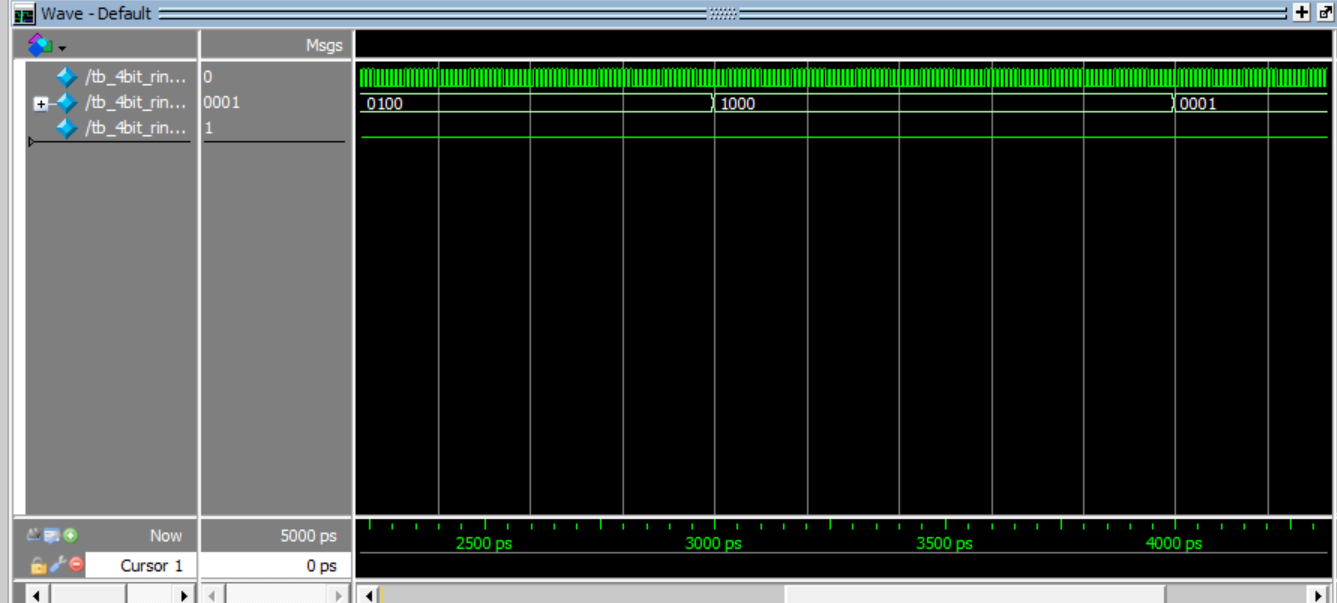 Wave - Default
Msgs
/tb_4bit_rin... 0
/tb_4bit_rin... 0001 0100 1000 0001
/tb_4bit_rin... 1
Now 5000 ps 2500 ps 3000 ps 3500 ps 4000 ps
Cursor 1 0 ps